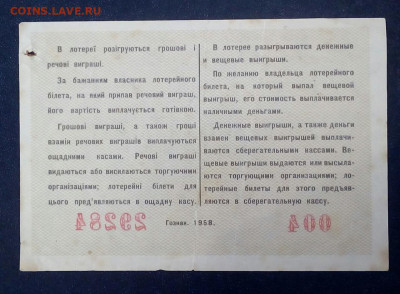 COINS.LAVE.RU
В лотереї розігруються грошові і
речові виграші.
За бажанням власника лотерейного
білета, на який припав речовий виграш,
його вартість виплачується готівкою.
Грошові виграші, а також гроші
взамін речових виграшів виплачуються
ощадними касами. Речові виграші
видаються або висилаються торгуючими
організаціями; лотерейні білети для
цього пред'являються в ощадну касу.
В лотерее разыгрываются денежные
и вещевые выигрыши.
По желанию владельца лотерейного
билета, на который выпал вещевой
выигрыш, его стоимость выплачивается
наличными деньгами.
Денежные выигрыши, а также деньги
взамен вещевых выигрышей выплачи-
ваются сберегательными кассами. Ве-
щевые выигрыши выдаются или высыла-
ются торгующими организациями; ло-
терейные билеты для этого предъявля-
ются в сберегательную кассу.
29284
Гознак. 1958.
004